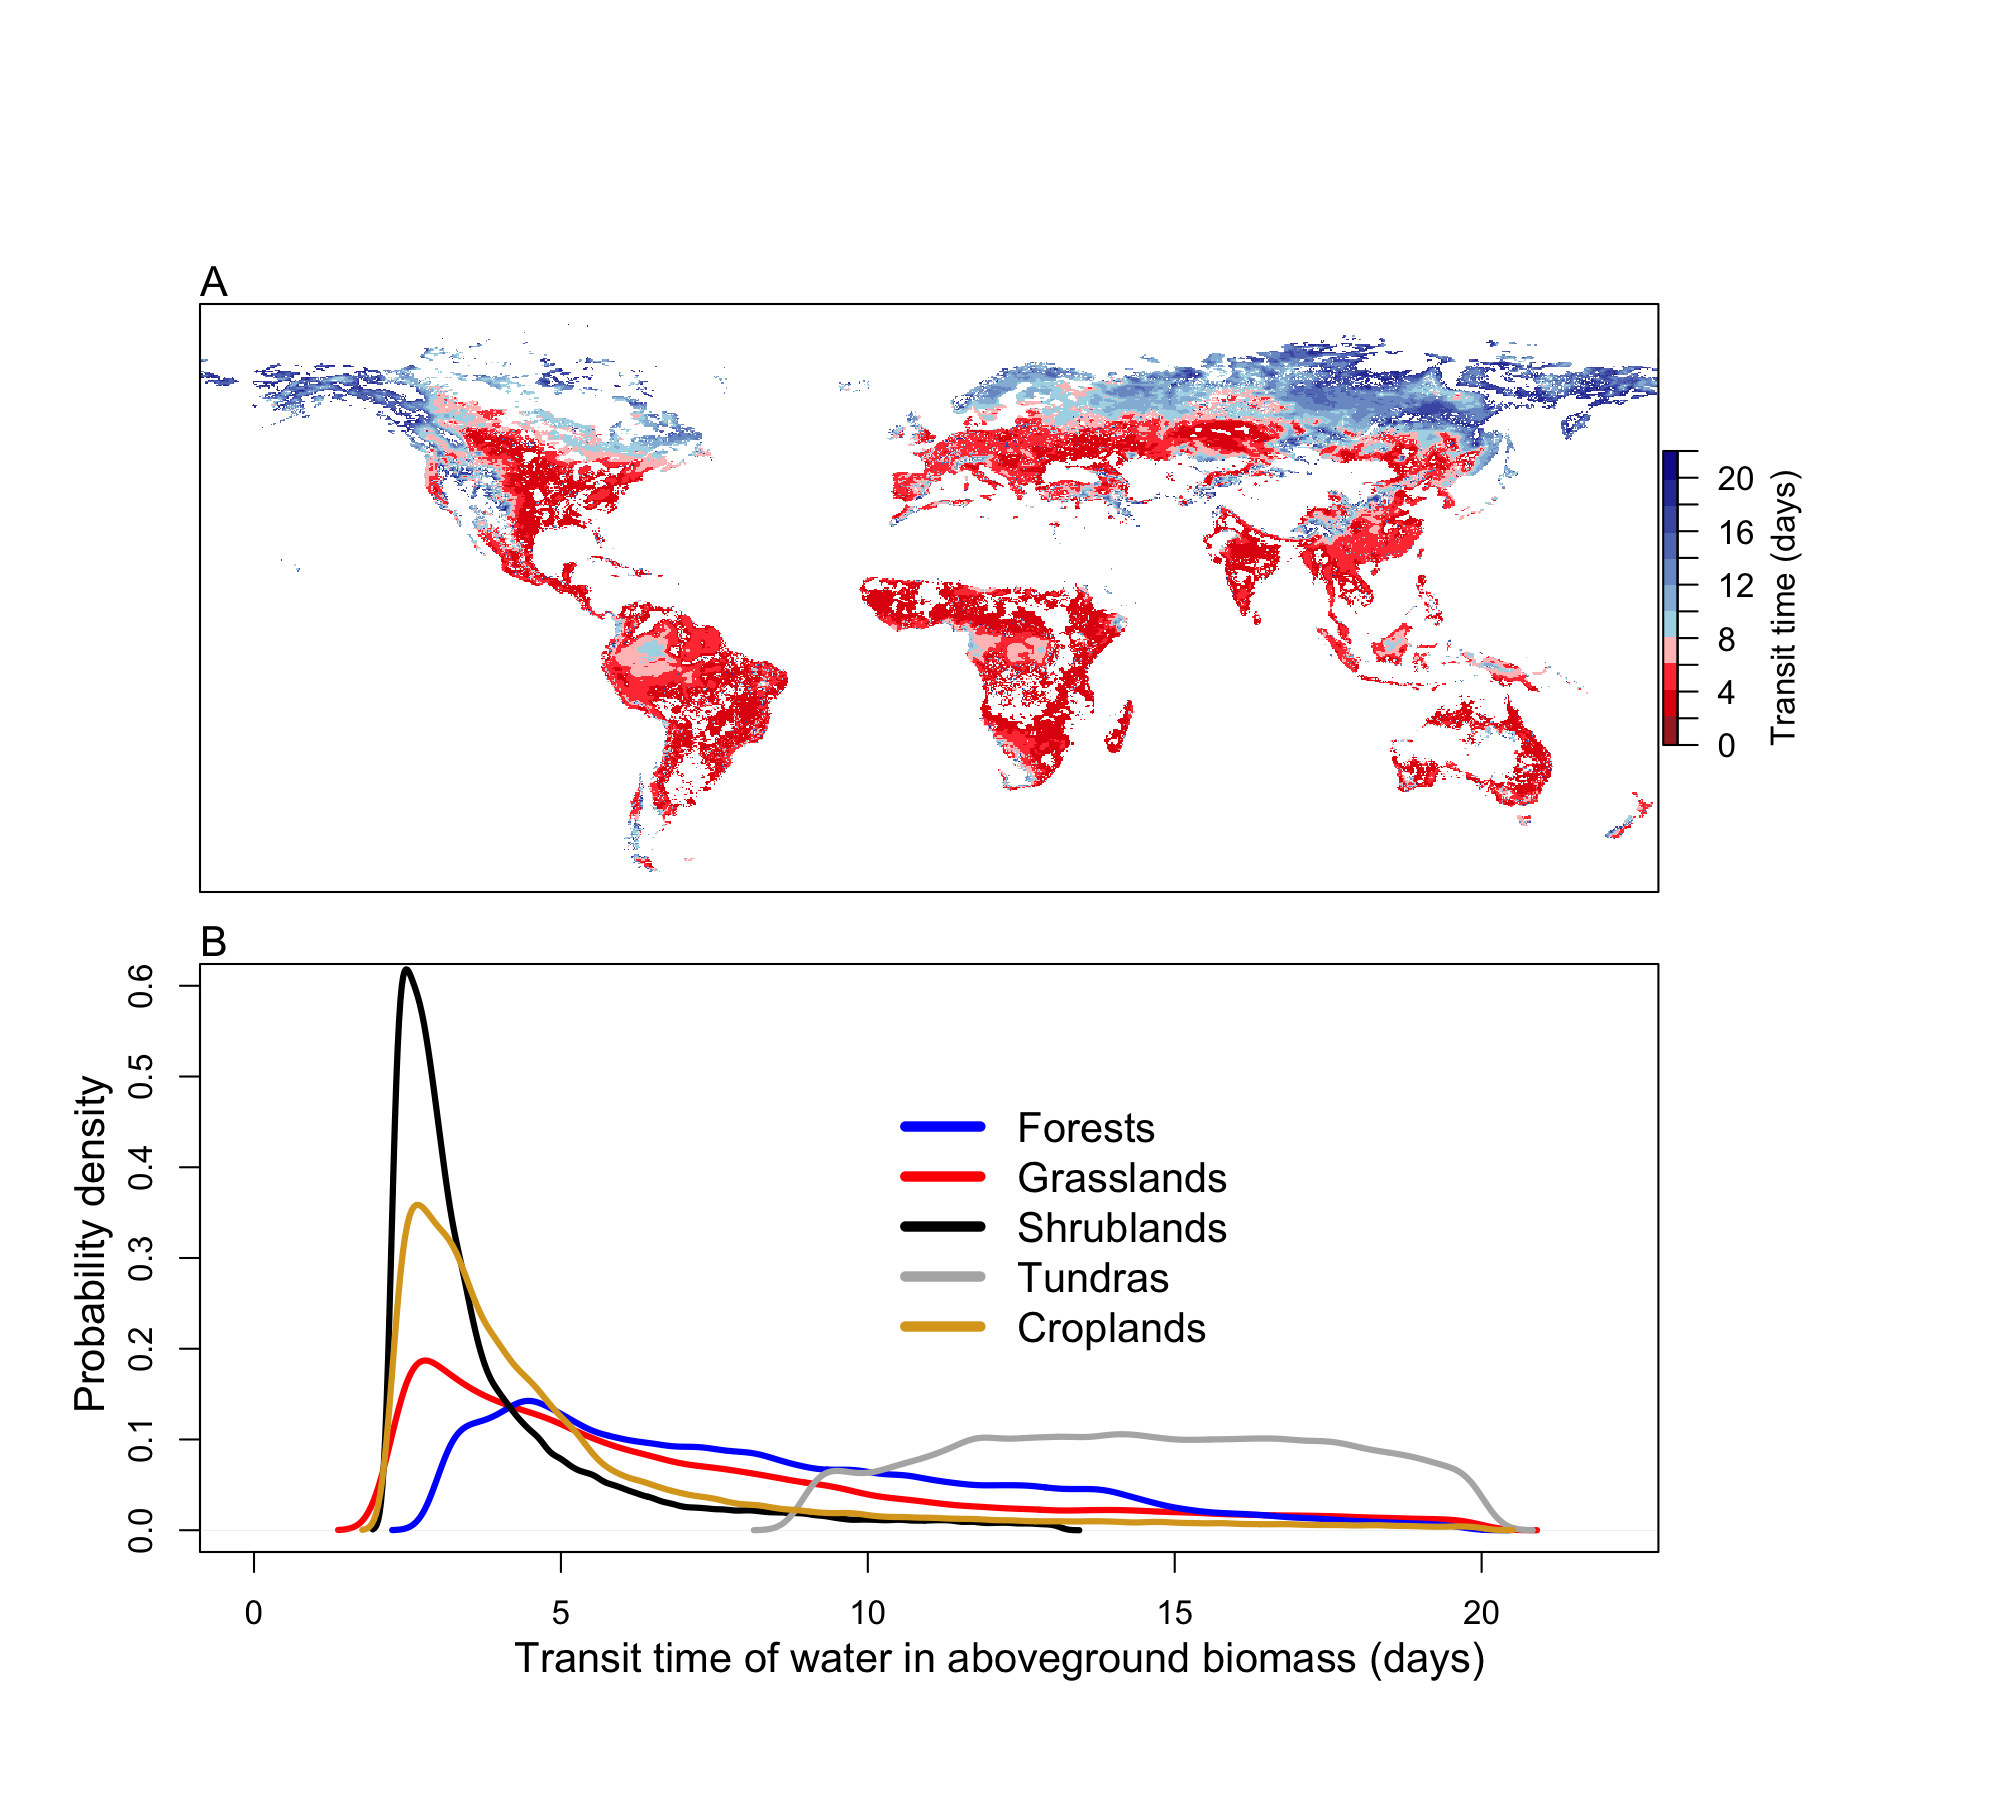 A
20
16
12
8
4
0
Transit time (days)
B
0.6
0.5
0.4
0.3
0.2
0.1
0.0
Probability density
Forests
Grasslands
Shrublands
Tundras
Croplands
0 5 10 15 20
Transit time of water in aboveground biomass (days)